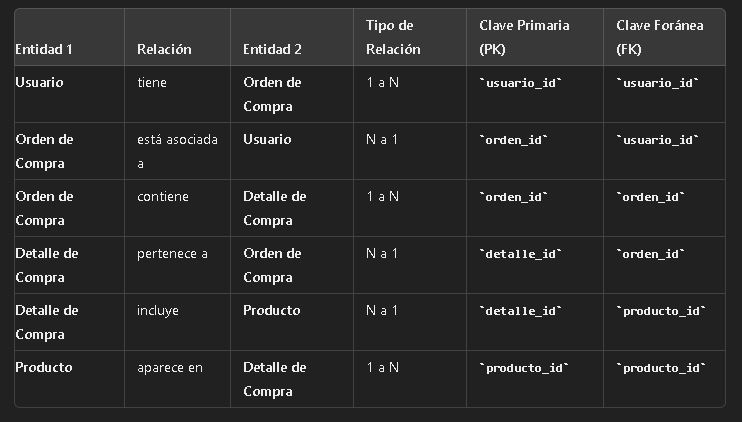 Entidad 1 Relación Entidad 2 Tipo de Relación Clave Primaria (PK) Clave Foránea (FK)
Usuario tiene Orden de Compra 1 a N `usuario_id` `usuario_id`
Orden de Compra está asociada a Usuario N a 1 `orden_id` `usuario_id`
Orden de Compra contiene Detalle de Compra 1 a N `orden_id` `orden_id`
Detalle de Compra pertenece a Orden de Compra N a 1 `detalle_id` `orden_id`
Detalle de Compra incluye Producto N a 1 `detalle_id` `producto_id`
Producto aparece en Detalle de Compra 1 a N `producto_id` `producto_id`